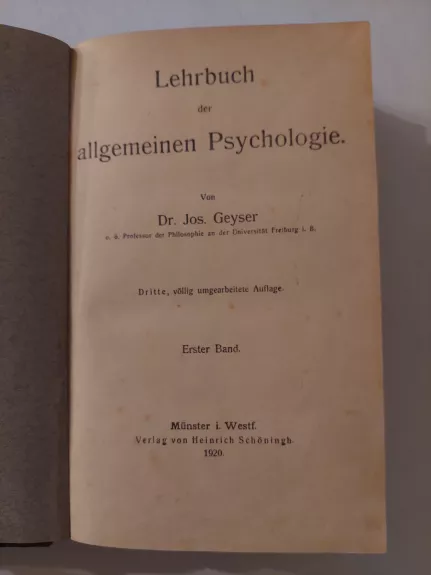 Lehrbuch
der
allgemeinen Psychologie.
Von
Dr. Jos. Geyser
o. ö. Professor der Philosophie an der Universität Freiburg i. B.
Dritte, völlig umgearbeitete Auflage.
Erster Band.
Münster i. Westf.
Verlag von Heinrich Schöningh.
1920.